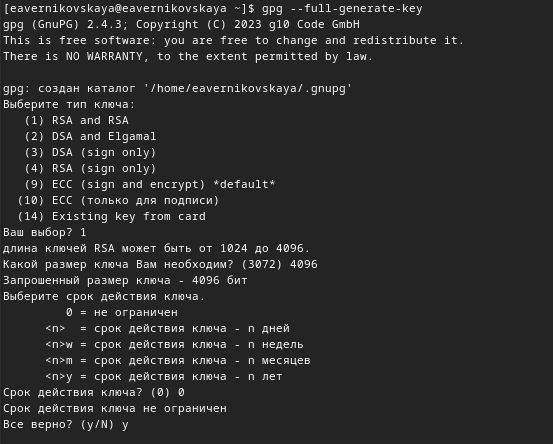 [eavernikovskaya@eavernikovskaya ~]$ gpg --full-generate-key
gpg (GnuPG) 2.4.3; Copyright (C) 2023 g10 Code GmbH
This is free software: you are free to change and redistribute it.
There is NO WARRANTY, to the extent permitted by law.

gpg: создан каталог '/home/eavernikovskaya/.gnupg'
Выберите тип ключа:
   (1) RSA and RSA
   (2) DSA and Elgamal
   (3) DSA (sign only)
   (4) RSA (sign only)
   (9) ECC (sign and encrypt) *default*
  (10) ECC (только для подписи)
  (14) Existing key from card
Ваш выбор? 1
длина ключей RSA может быть от 1024 до 4096.
Какой размер ключа Вам необходим? (3072) 4096
Запрошенный размер ключа - 4096 бит
Выберите срок действия ключа.
         0 = не ограничен
      <n>  = срок действия ключа - n дней
      <n>w = срок действия ключа - n недель
      <n>m = срок действия ключа - n месяцев
      <n>y = срок действия ключа - n лет
Срок действия ключа? (0) 0
Срок действия ключа не ограничен
Все верно? (y/N) y